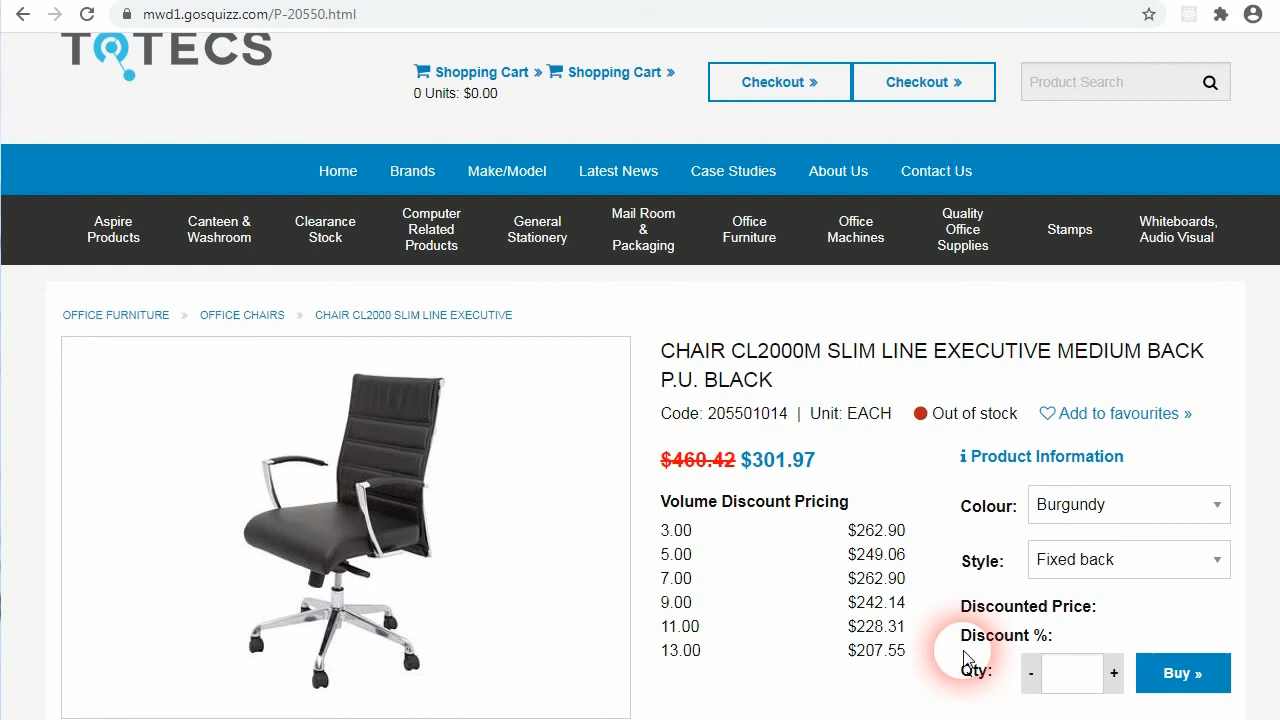 mwd1.gosquizz.com/P-20550.html
TOTECS
Shopping Cart » Shopping Cart »
0 Units: $0.00
Checkout » Checkout »
Product Search
Home Brands Make/Model Latest News Case Studies About Us Contact Us
Aspire Products
Canteen & Washroom
Clearance Stock
Computer Related Products
General Stationery
Mail Room & Packaging
Office Furniture
Office Machines
Quality Office Supplies
Stamps
Whiteboards, Audio Visual
OFFICE FURNITURE » OFFICE CHAIRS » CHAIR CL2000 SLIM LINE EXECUTIVE
CHAIR CL2000M SLIM LINE EXECUTIVE MEDIUM BACK
P.U. BLACK
Code: 205501014 | Unit: EACH Out of stock Add to favourites »
$460.42 $301.97
Volume Discount Pricing
3.00 $262.90
5.00 $249.06
7.00 $262.90
9.00 $242.14
11.00 $228.31
13.00 $207.55
Product Information
Colour: Burgundy
Style: Fixed back
Discounted Price:
Discount %:
Qty: - + Buy »